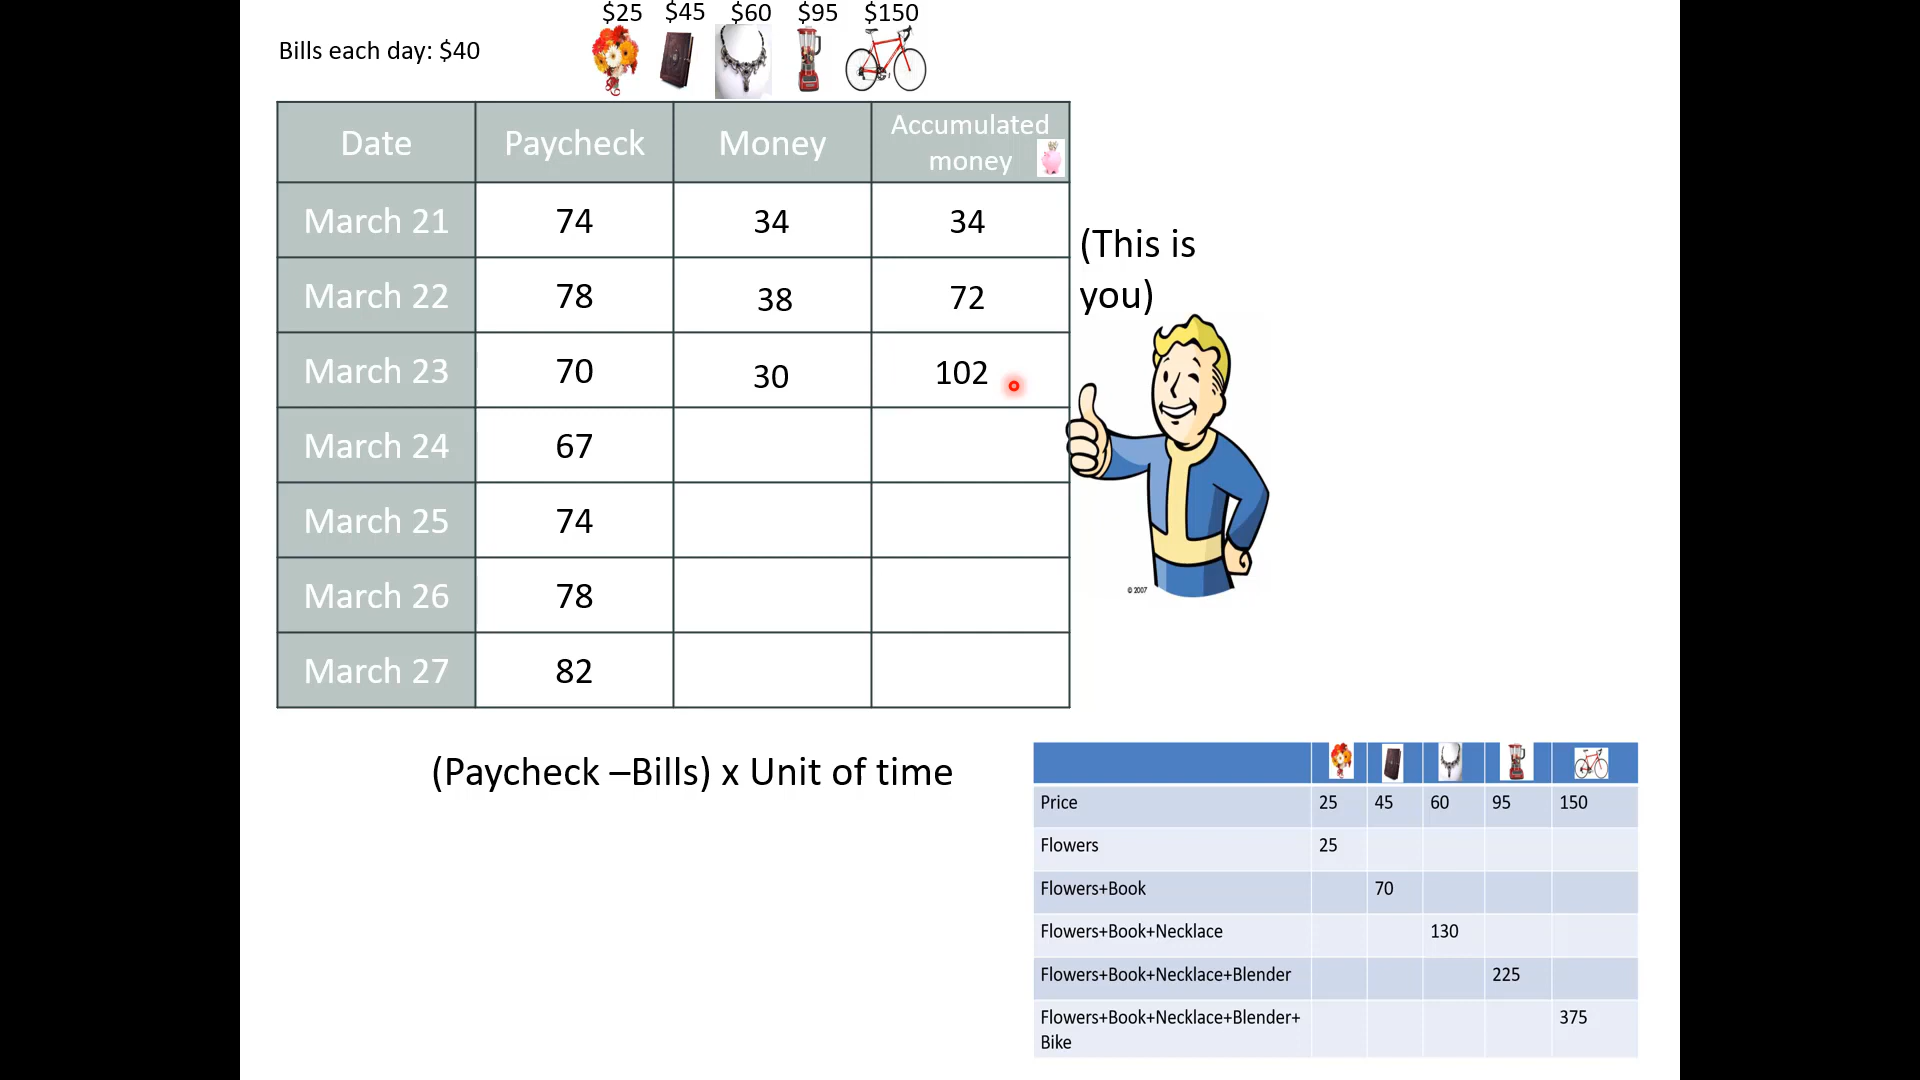 $25 $45 $60 $95 $150
Bills each day: $40
Date Paycheck Money Accumulated money
March 21 74 34 34
March 22 78 38 72
March 23 70 30 102
March 24 67
March 25 74
March 26 78
March 27 82
(This is
you)
© 2007
(Paycheck –Bills) x Unit of time
Price 25 45 60 95 150
Flowers 25
Flowers+Book 70
Flowers+Book+Necklace 130
Flowers+Book+Necklace+Blender 225
Flowers+Book+Necklace+Blender+ 375
Bike